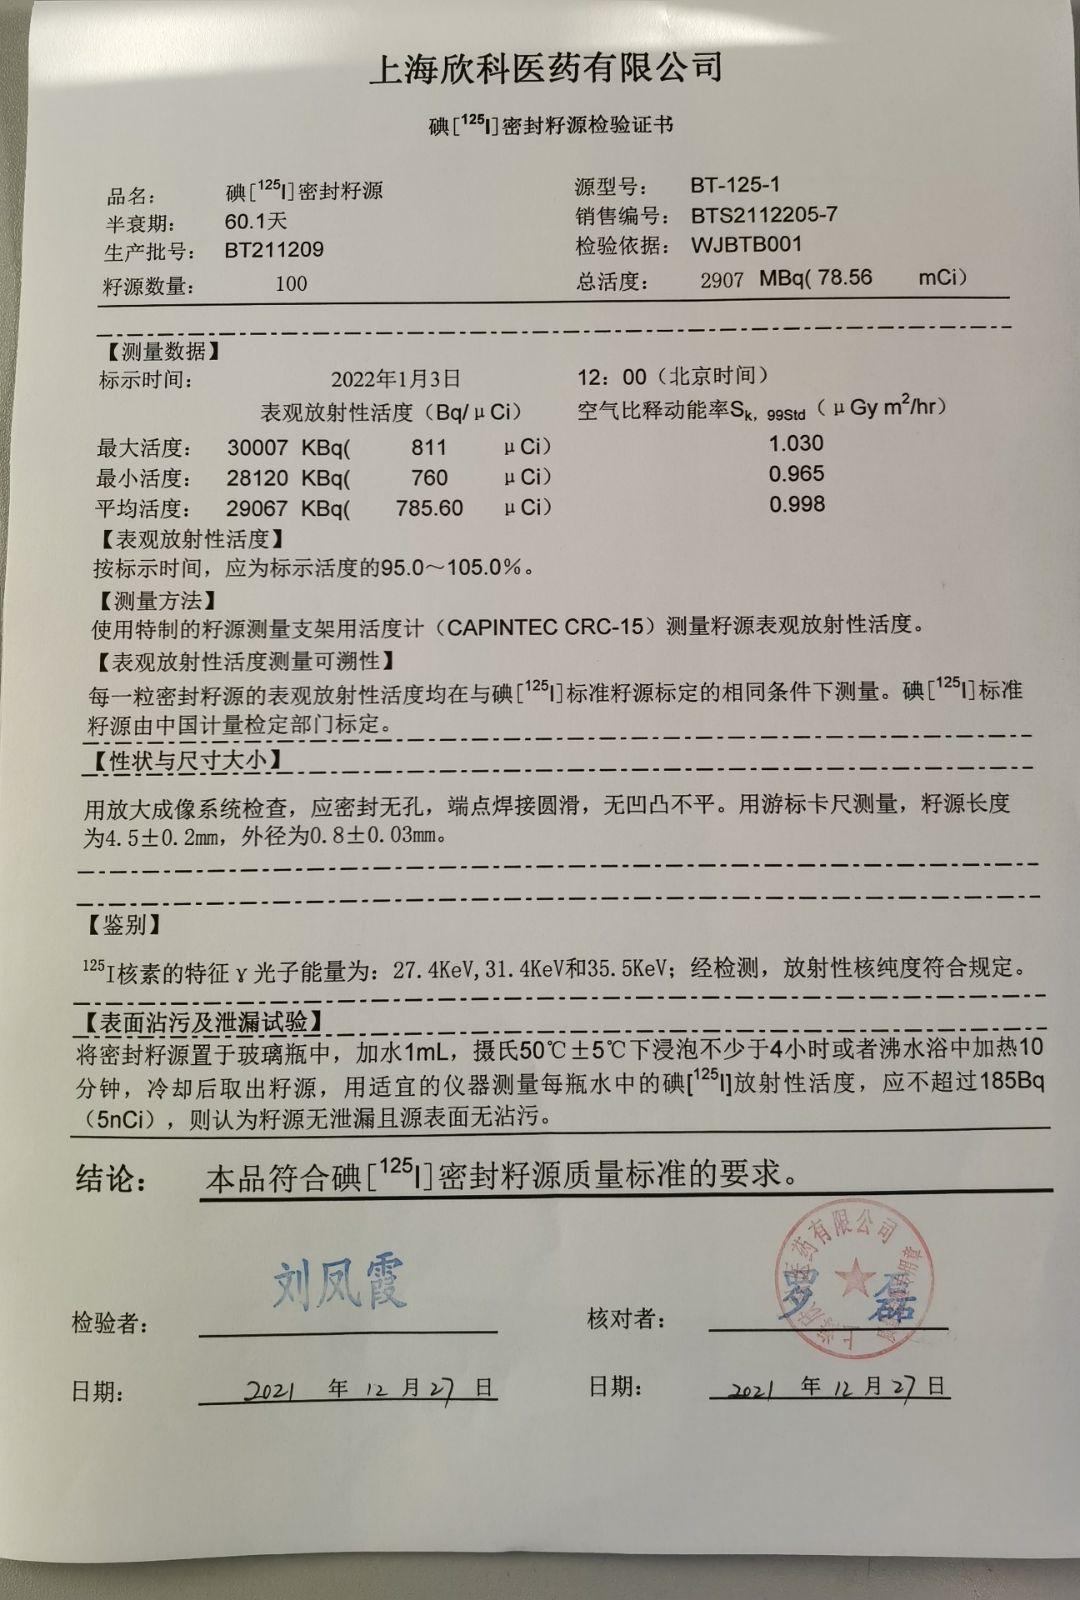 上海欣科医药有限公司
碘[¹²⁵I]密封籽源检验证书
品名： 碘[¹²⁵I]密封籽源 源型号： BT-125-1
半衰期： 60.1天 销售编号： BTS2112205-7
生产批号： BT211209 检验依据： WJBTB001
籽源数量： 100 总活度： 2907 MBq( 78.56 mCi）
【测量数据】
标示时间： 2022年1月3日 12：00（北京时间）
表观放射性活度（Bq/μCi） 空气比释动能率Sk，99Std（μGy m²/hr）
最大活度： 30007 KBq( 811 μCi） 1.030
最小活度： 28120 KBq( 760 μCi） 0.965
平均活度： 29067 KBq( 785.60 μCi） 0.998
【表观放射性活度】
按标示时间，应为标示活度的95.0～105.0%。
【测量方法】
使用特制的籽源测量支架用活度计（CAPINTEC CRC-15）测量籽源表观放射性活度。
【表观放射性活度测量可溯性】
每一粒密封籽源的表观放射性活度均在与碘[¹²⁵I]标准籽源标定的相同条件下测量。碘[¹²⁵I]标准
籽源由中国计量检定部门标定。
【性状与尺寸大小】
用放大成像系统检查，应密封无孔，端点焊接圆滑，无凹凸不平。用游标卡尺测量，籽源长度
为4.5±0.2mm，外径为0.8±0.03mm。
【鉴别】
¹²⁵I核素的特征γ光子能量为：27.4KeV,31.4KeV和35.5KeV；经检测，放射性核纯度符合规定。
【表面沾污及泄漏试验】
将密封籽源置于玻璃瓶中，加水1mL，摄氏50℃±5℃下浸泡不少于4小时或者沸水浴中加热10
分钟，冷却后取出籽源，用适宜的仪器测量每瓶水中的碘[¹²⁵I]放射性活度，应不超过185Bq
（5nCi），则认为籽源无泄漏且源表面无沾污。
结论： 本品符合碘[¹²⁵I]密封籽源质量标准的要求。
检验者： 刘凤霞 核对者： 罗磊
日期： 2021 年 12 月 27 日 日期： 2021 年 12 月 27 日